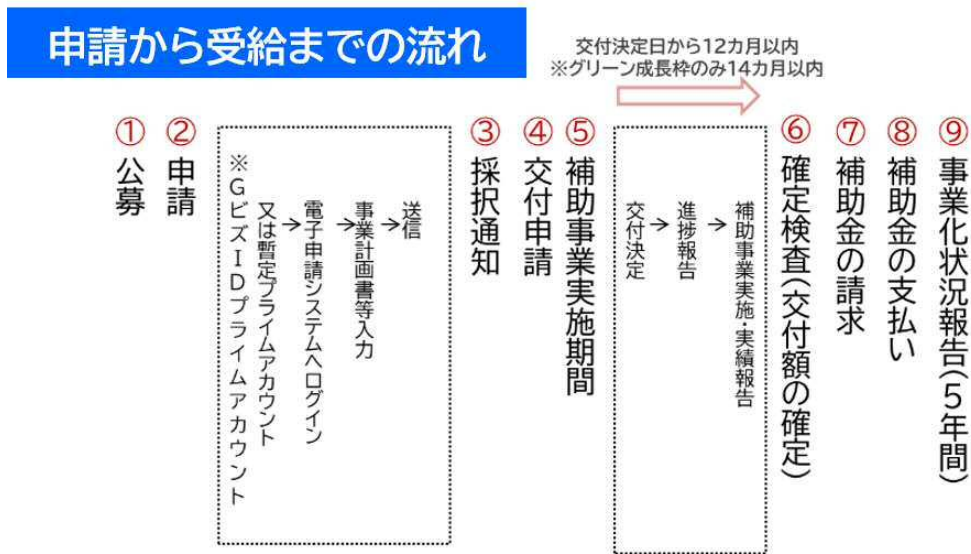 申請から受給までの流れ
交付決定日から12カ月以内
※グリーン成長枠のみ14カ月以内
①公募
②申請
※GビズIDプライムアカウント
又は暫定プライムアカウント
→電子申請システムへログイン
→事業計画書等入力
→送信
③採択通知
④交付申請
⑤補助事業実施期間
交付決定
→進捗報告
→補助事業実施・実績報告
⑥確定検査(交付額の確定)
⑦補助金の請求
⑧補助金の支払い
⑨事業化状況報告(5年間)